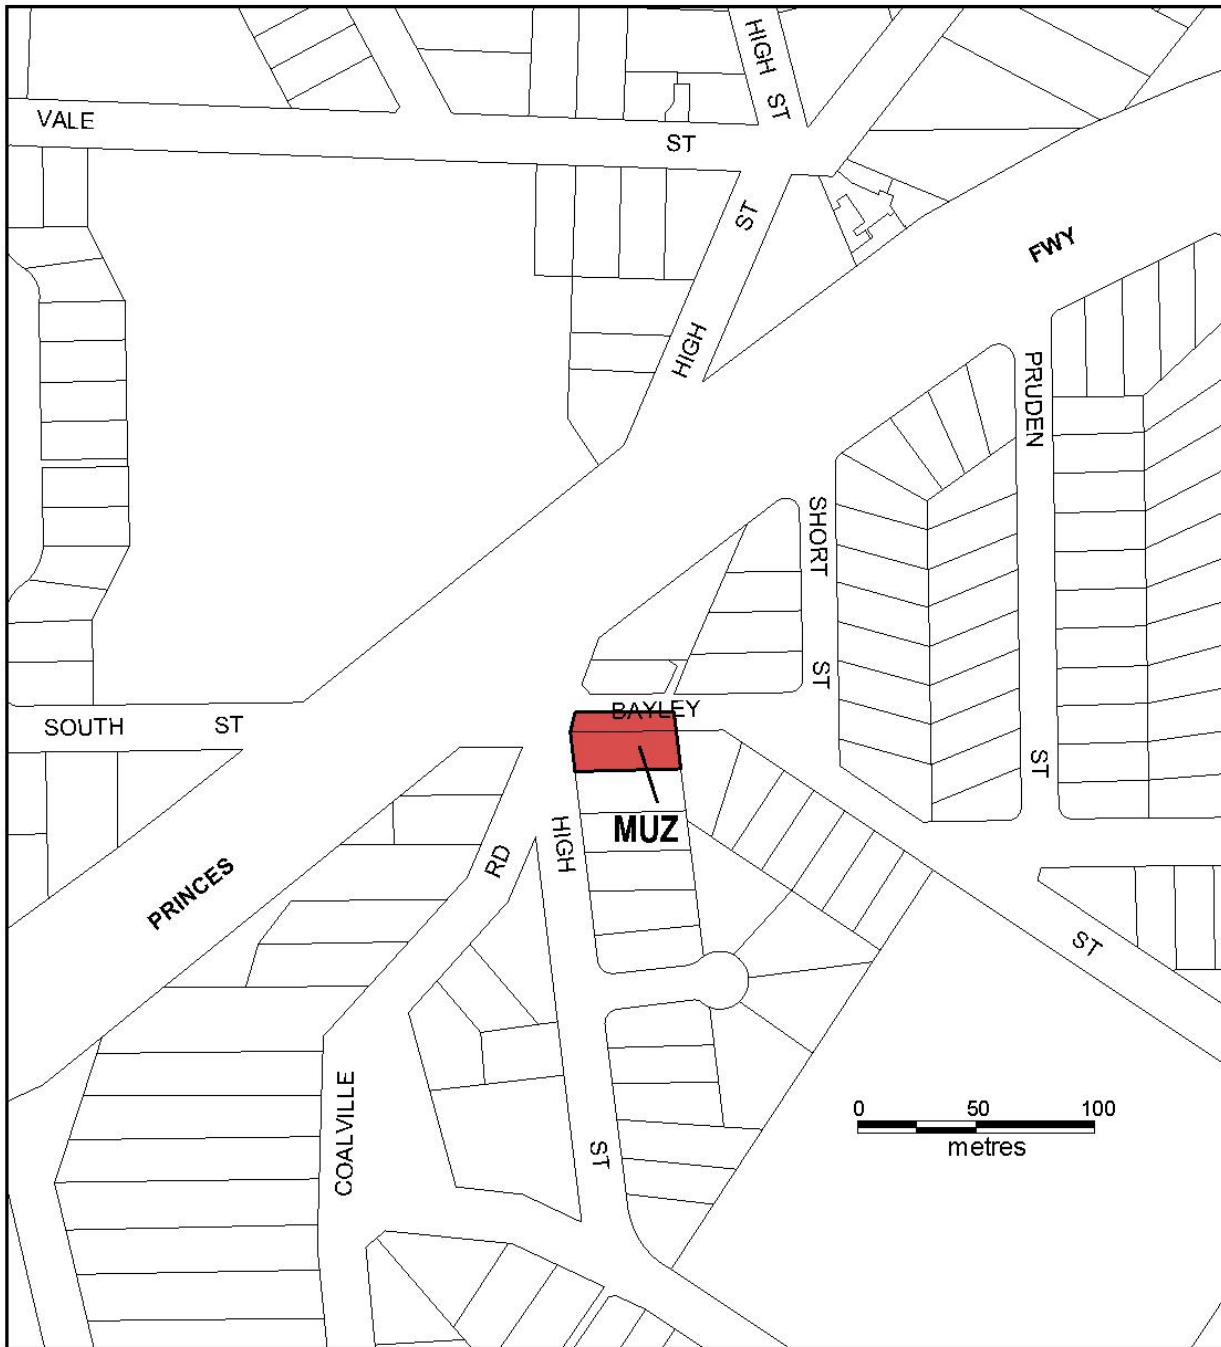 HIGH ST
VALE ST
HIGH ST
FWY
PRUDEN ST
SHORT ST
BAYLEY ST
SOUTH ST
MUZ
HIGH ST
COALVILLE RD
PRINCES
0 50 100
metres